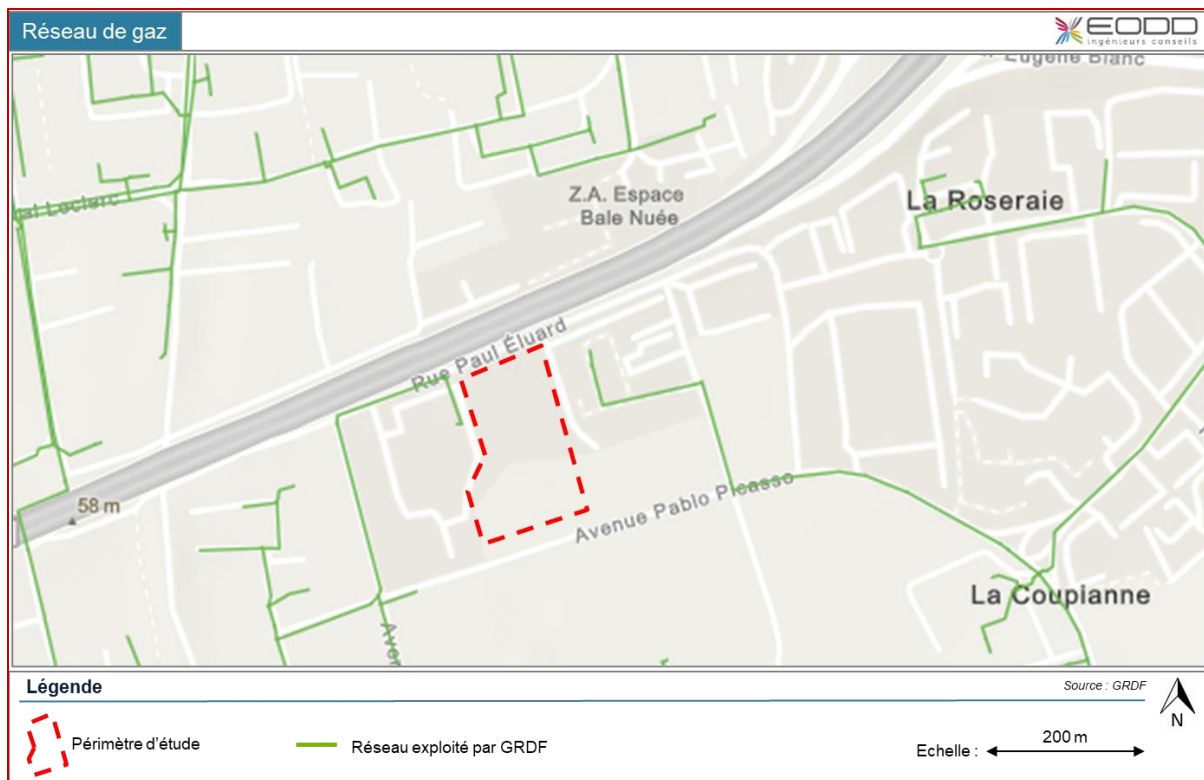 Réseau de gaz
EODD
ingénieurs conseils
Eugène Blanc
al Leclerc
Z.A. Espace
Bale Nuée
La Roseraie
Rue Paul Éluard
58 m
Avenue Pablo Picasso
La Coupianne
Aven
Légende
Source : GRDF
Périmètre d'étude
Réseau exploité par GRDF
Echelle :
200 m
N